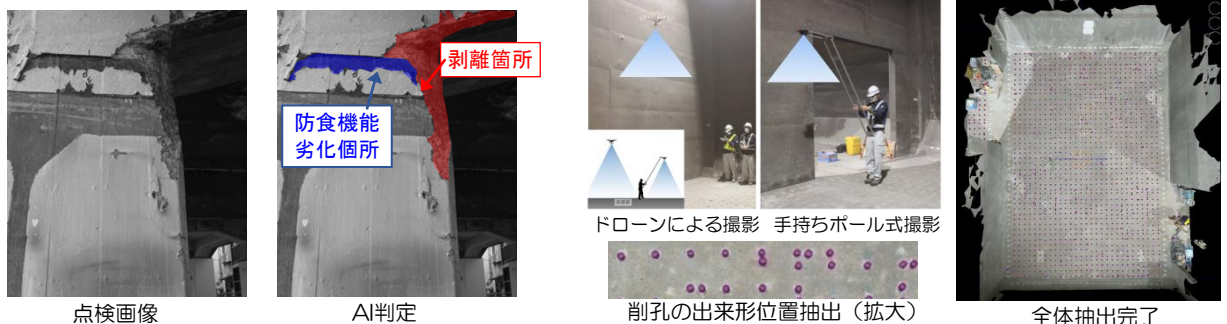 剥離箇所
防食機能
劣化個所
点検画像
AI判定
ドローンによる撮影
手持ちポール式撮影
削孔の出来形位置抽出（拡大）
全体抽出完了